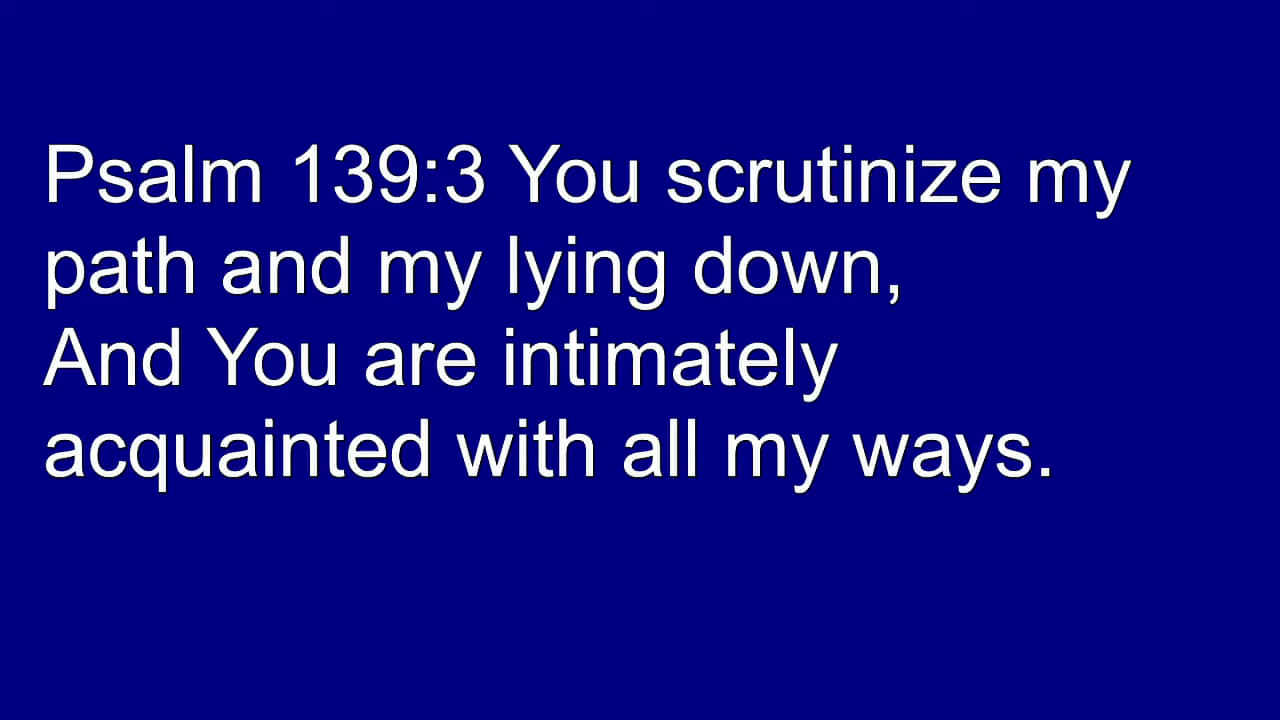 Psalm 139:3 You scrutinize my
path and my lying down,
And You are intimately
acquainted with all my ways.